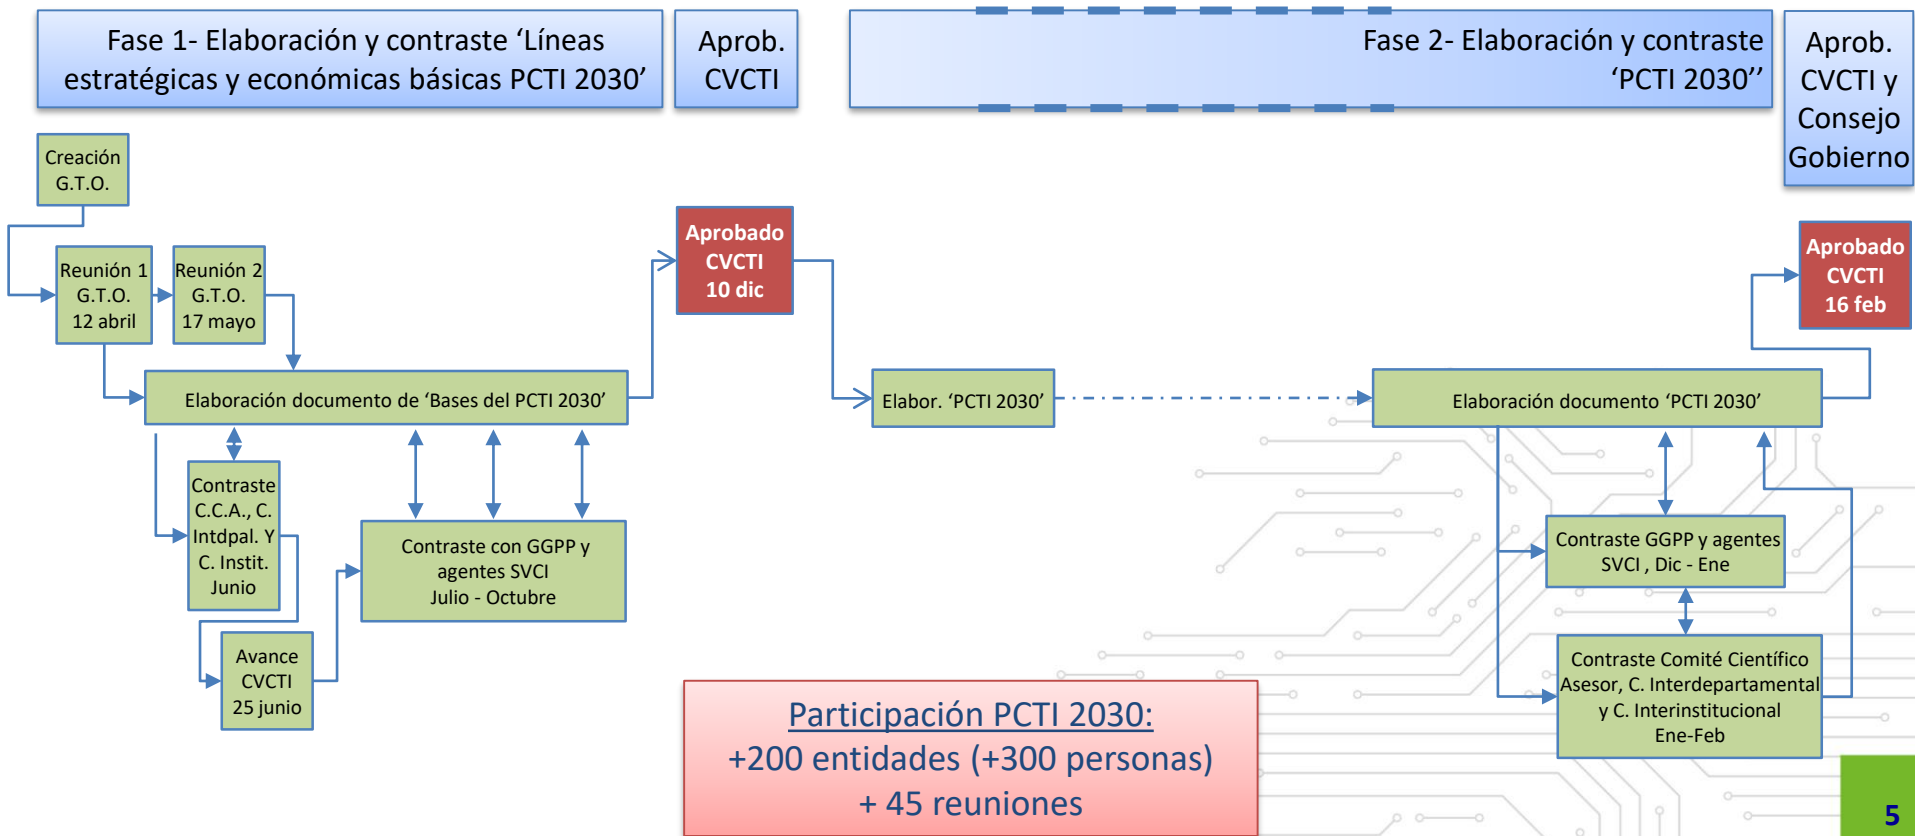 Fase 1- Elaboración y contraste ‘Líneas
estratégicas y económicas básicas PCTI 2030’
Aprob.
CVCTI
Fase 2- Elaboración y contraste
‘PCTI 2030’’
Aprob.
CVCTI y
Consejo
Gobierno
Creación
G.T.O.
Reunión 1
G.T.O.
12 abril
Reunión 2
G.T.O.
17 mayo
Elaboración documento de ‘Bases del PCTI 2030’
Contraste
C.C.A., C.
Intdpal. Y
C. Instit.
Junio
Avance
CVCTI
25 junio
Contraste con GGPP y
agentes SVCI
Julio - Octubre
Aprobado
CVCTI
10 dic
Elabor. ‘PCTI 2030’
Elaboración documento ‘PCTI 2030’
Contraste GGPP y agentes
SVCI , Dic - Ene
Contraste Comité Científico
Asesor, C. Interdepartamental
y C. Interinstitucional
Ene-Feb
Aprobado
CVCTI
16 feb
Participación PCTI 2030:
+200 entidades (+300 personas)
+ 45 reuniones
5